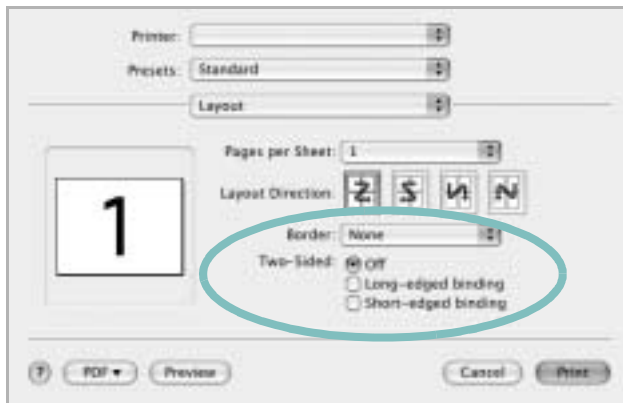 Printer:
Presets: Standard
Layout
Pages per Sheet: 1
1
Layout Direction:
Border: None
Two-Sided: Off
Long-edged binding
Short-edged binding
? PDF Preview Cancel Print